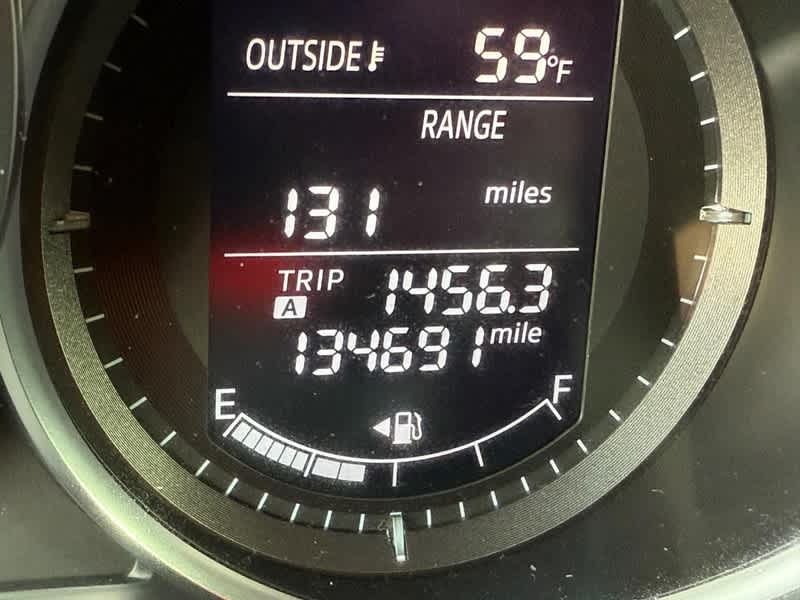 OUTSIDE 59°F
RANGE
131 miles
TRIP A 1456.3
134691 mile
E F